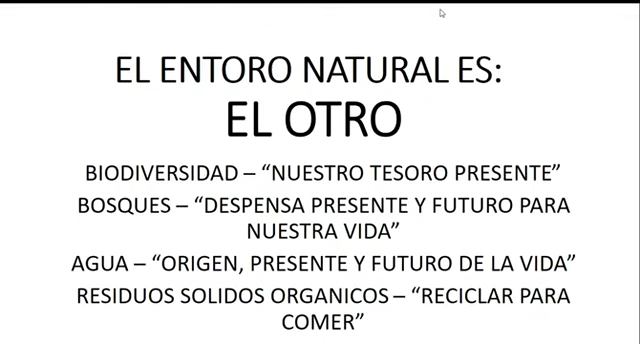 EL ENTORO NATURAL ES:
EL OTRO
BIODIVERSIDAD – “NUESTRO TESORO PRESENTE”
BOSQUES – “DESPENSA PRESENTE Y FUTURO PARA
NUESTRA VIDA”
AGUA – “ORIGEN, PRESENTE Y FUTURO DE LA VIDA”
RESIDUOS SOLIDOS ORGANICOS – “RECICLAR PARA
COMER”